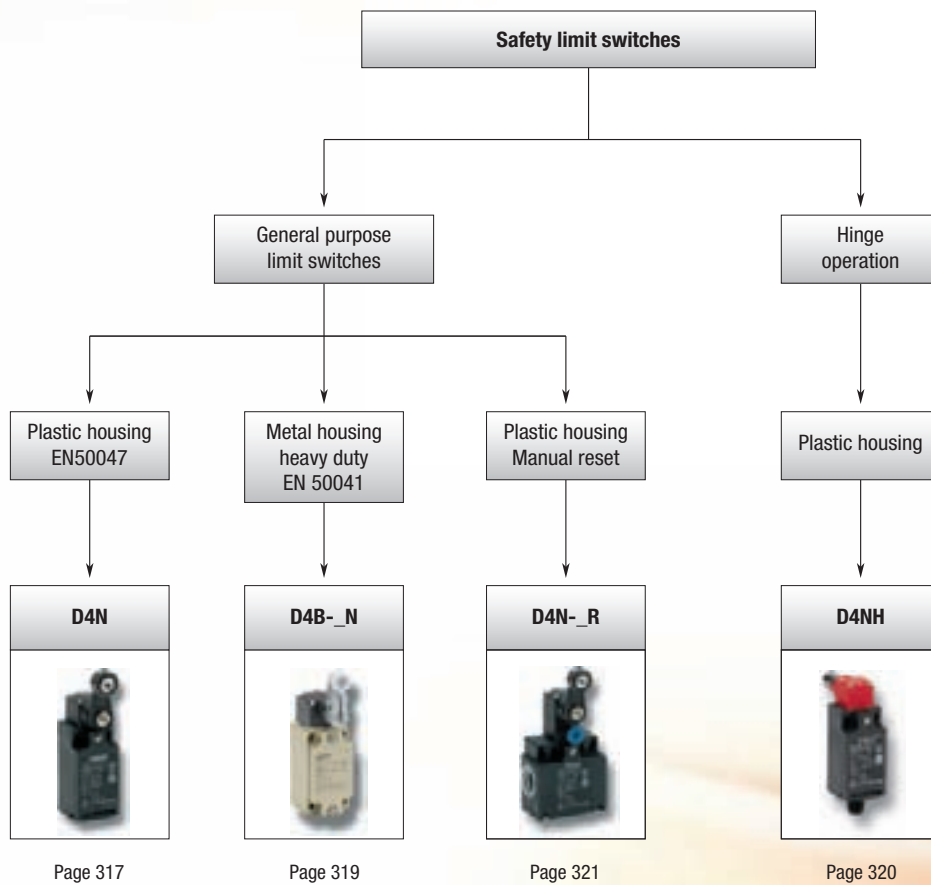 Safety limit switches
General purpose
limit switches
Hinge
operation
Plastic housing
EN50047
Metal housing
heavy duty
EN 50041
Plastic housing
Manual reset
Plastic housing
D4N
D4B-_N
D4N-_R
D4NH
Page 317
Page 319
Page 321
Page 320